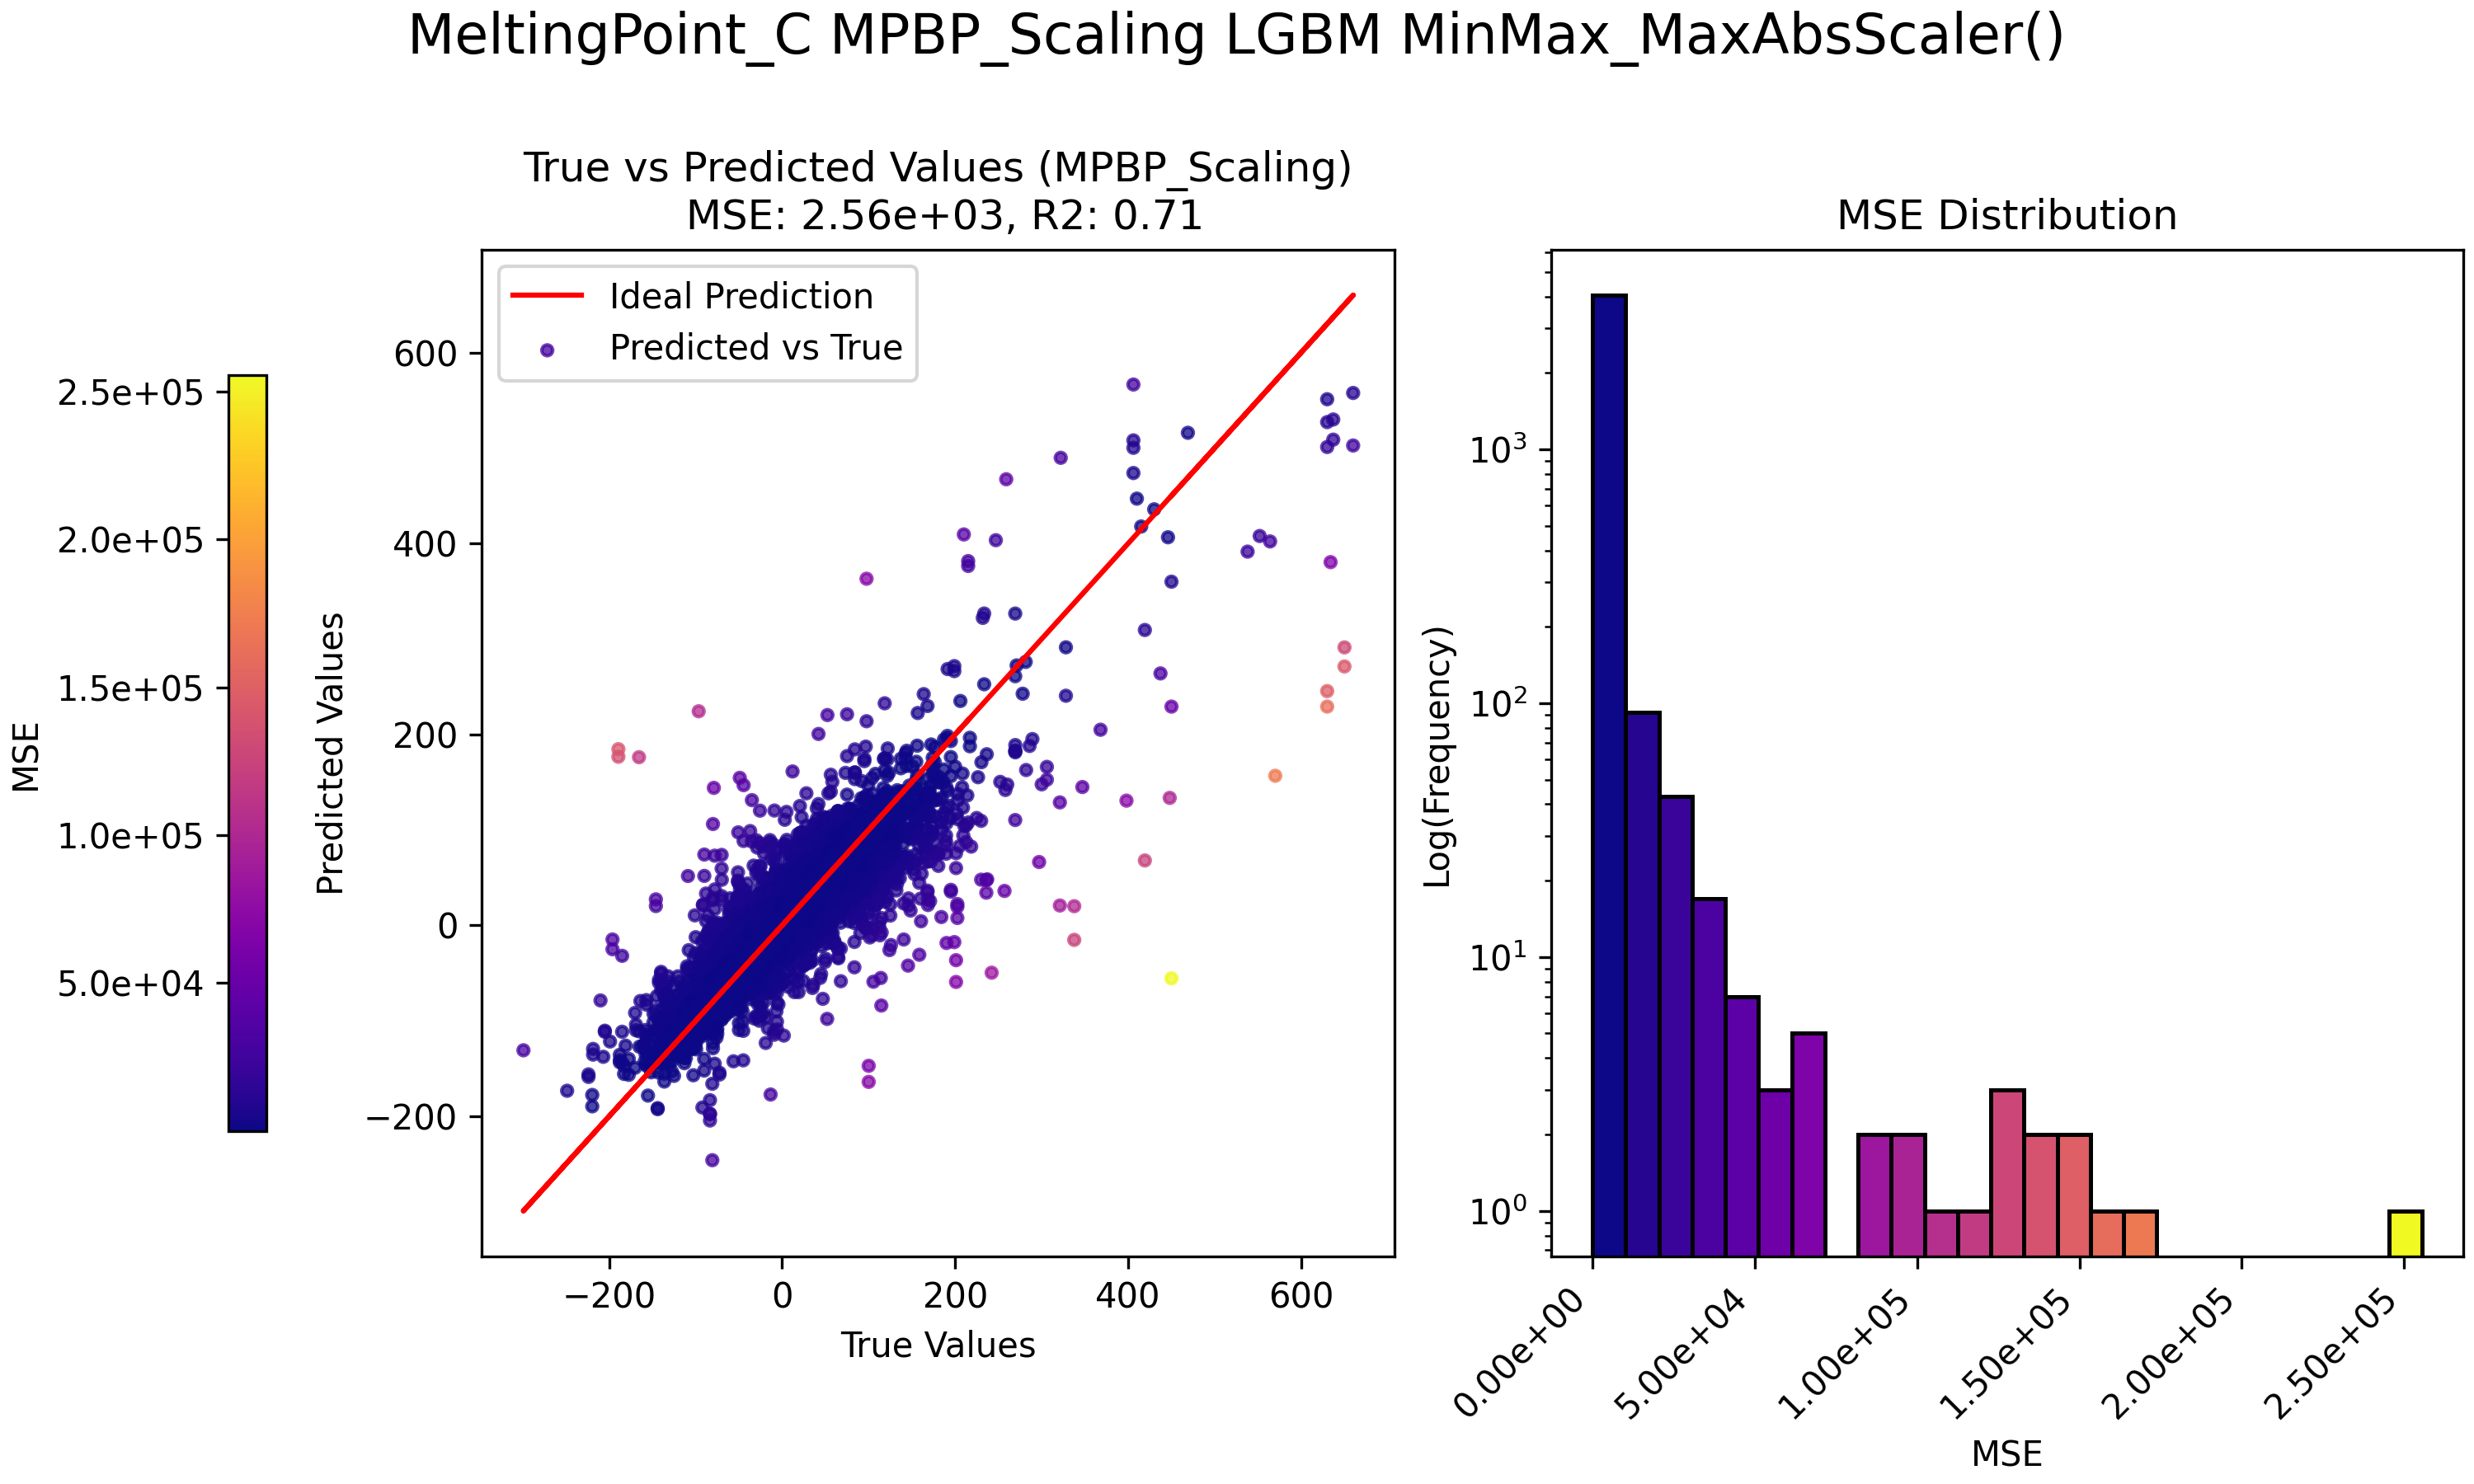 MeltingPoint_C MPBP_Scaling LGBM MinMax_MaxAbsScaler()
True vs Predicted Values (MPBP_Scaling)
MSE: 2.56e+03, R2: 0.71
MSE Distribution
MSE
2.5e+05
2.0e+05
1.5e+05
1.0e+05
5.0e+04
Predicted Values
600
400
200
0
−200
Ideal Prediction
Predicted vs True
−200
0
200
400
600
True Values
Log(Frequency)
10³
10²
10¹
10⁰
0.00e+00
5.00e+04
1.00e+05
1.50e+05
2.00e+05
2.50e+05
MSE